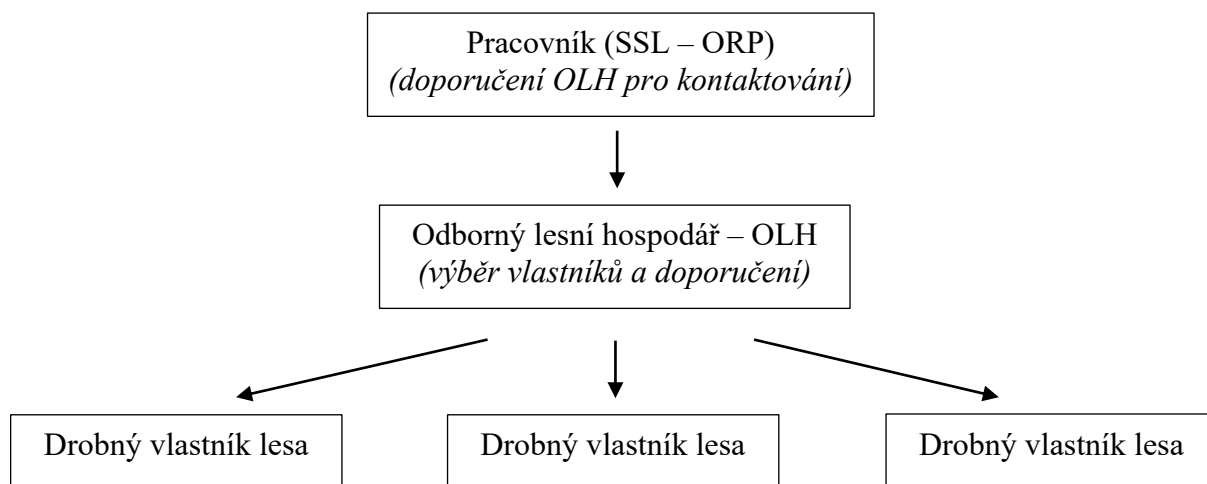 Pracovník (SSL – ORP)
(doporučení OLH pro kontaktování)
Odborný lesní hospodář – OLH
(výběr vlastníků a doporučení)
Drobný vlastník lesa
Drobný vlastník lesa
Drobný vlastník lesa